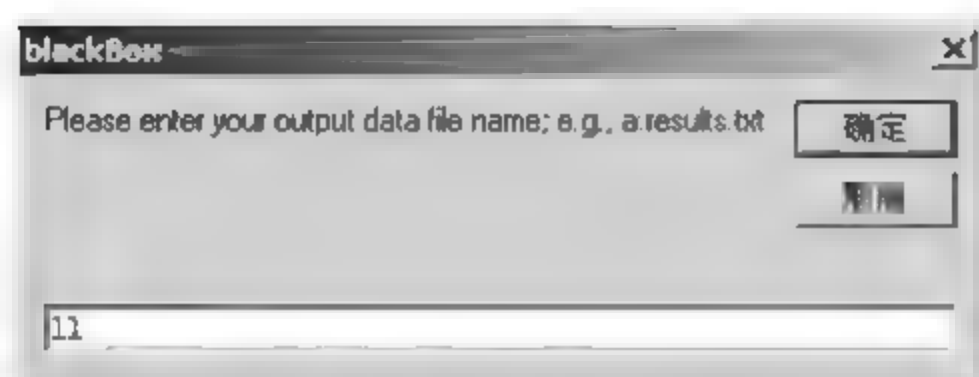 blackBox
Please enter your output data file name; e.g., a:results.txt
确定
11